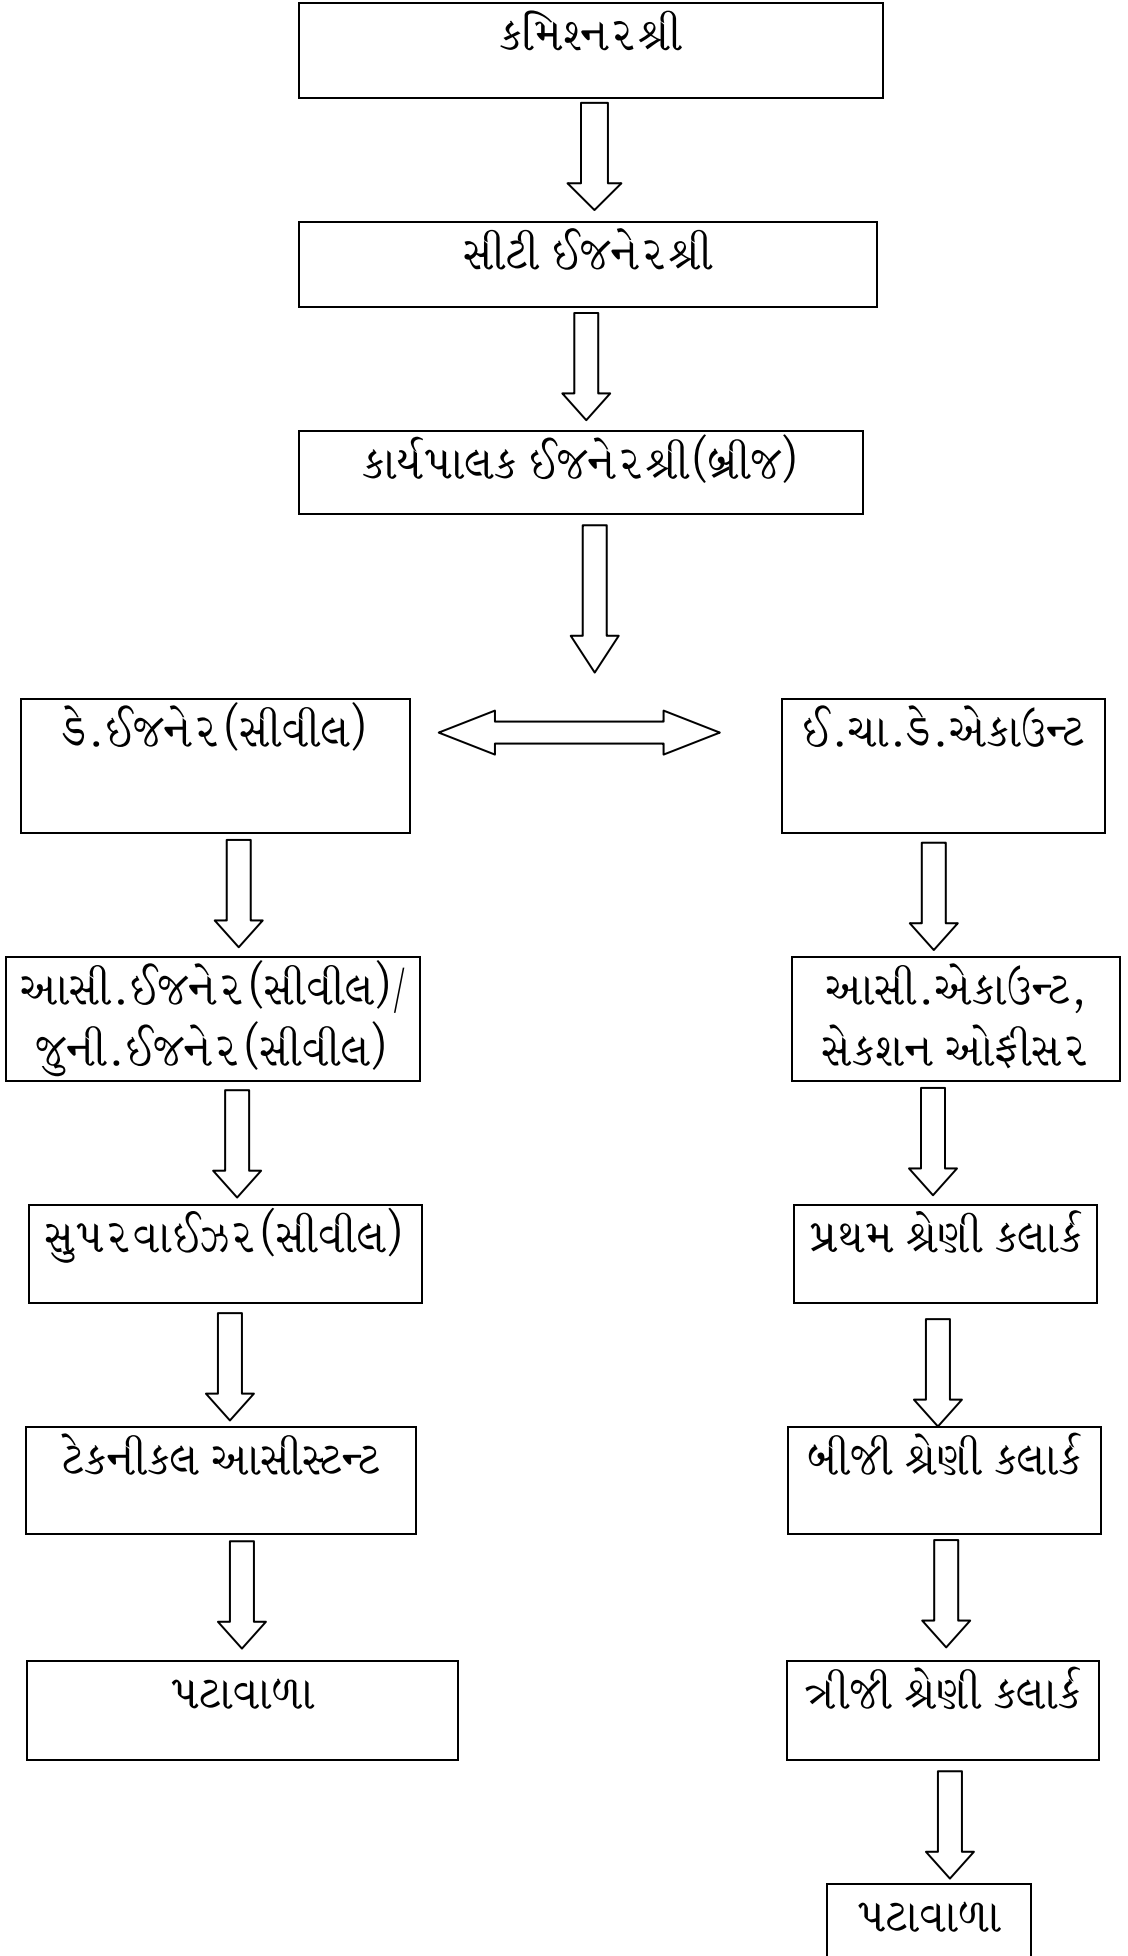 કમિશ્નરશ્રી
સીટી ઈજનેરશ્રી
કાર્યપાલક ઈજનેરશ્રી(બ્રીજ)
ડે.ઈજનેર(સીવીલ)
ઈ.ચા.ડે.એકાઉન્ટ
આસી.ઈજનેર(સીવીલ)/
જુની.ઈજનેર(સીવીલ)
આસી.એકાઉન્ટ,
સેકશન ઓફીસર
સુપરવાઈઝર(સીવીલ)
પ્રથમ શ્રેણી કલાર્ક
ટેકનીકલ આસીસ્ટન્ટ
બીજી શ્રેણી કલાર્ક
પટાવાળા
ત્રીજી શ્રેણી કલાર્ક
પટાવાળા